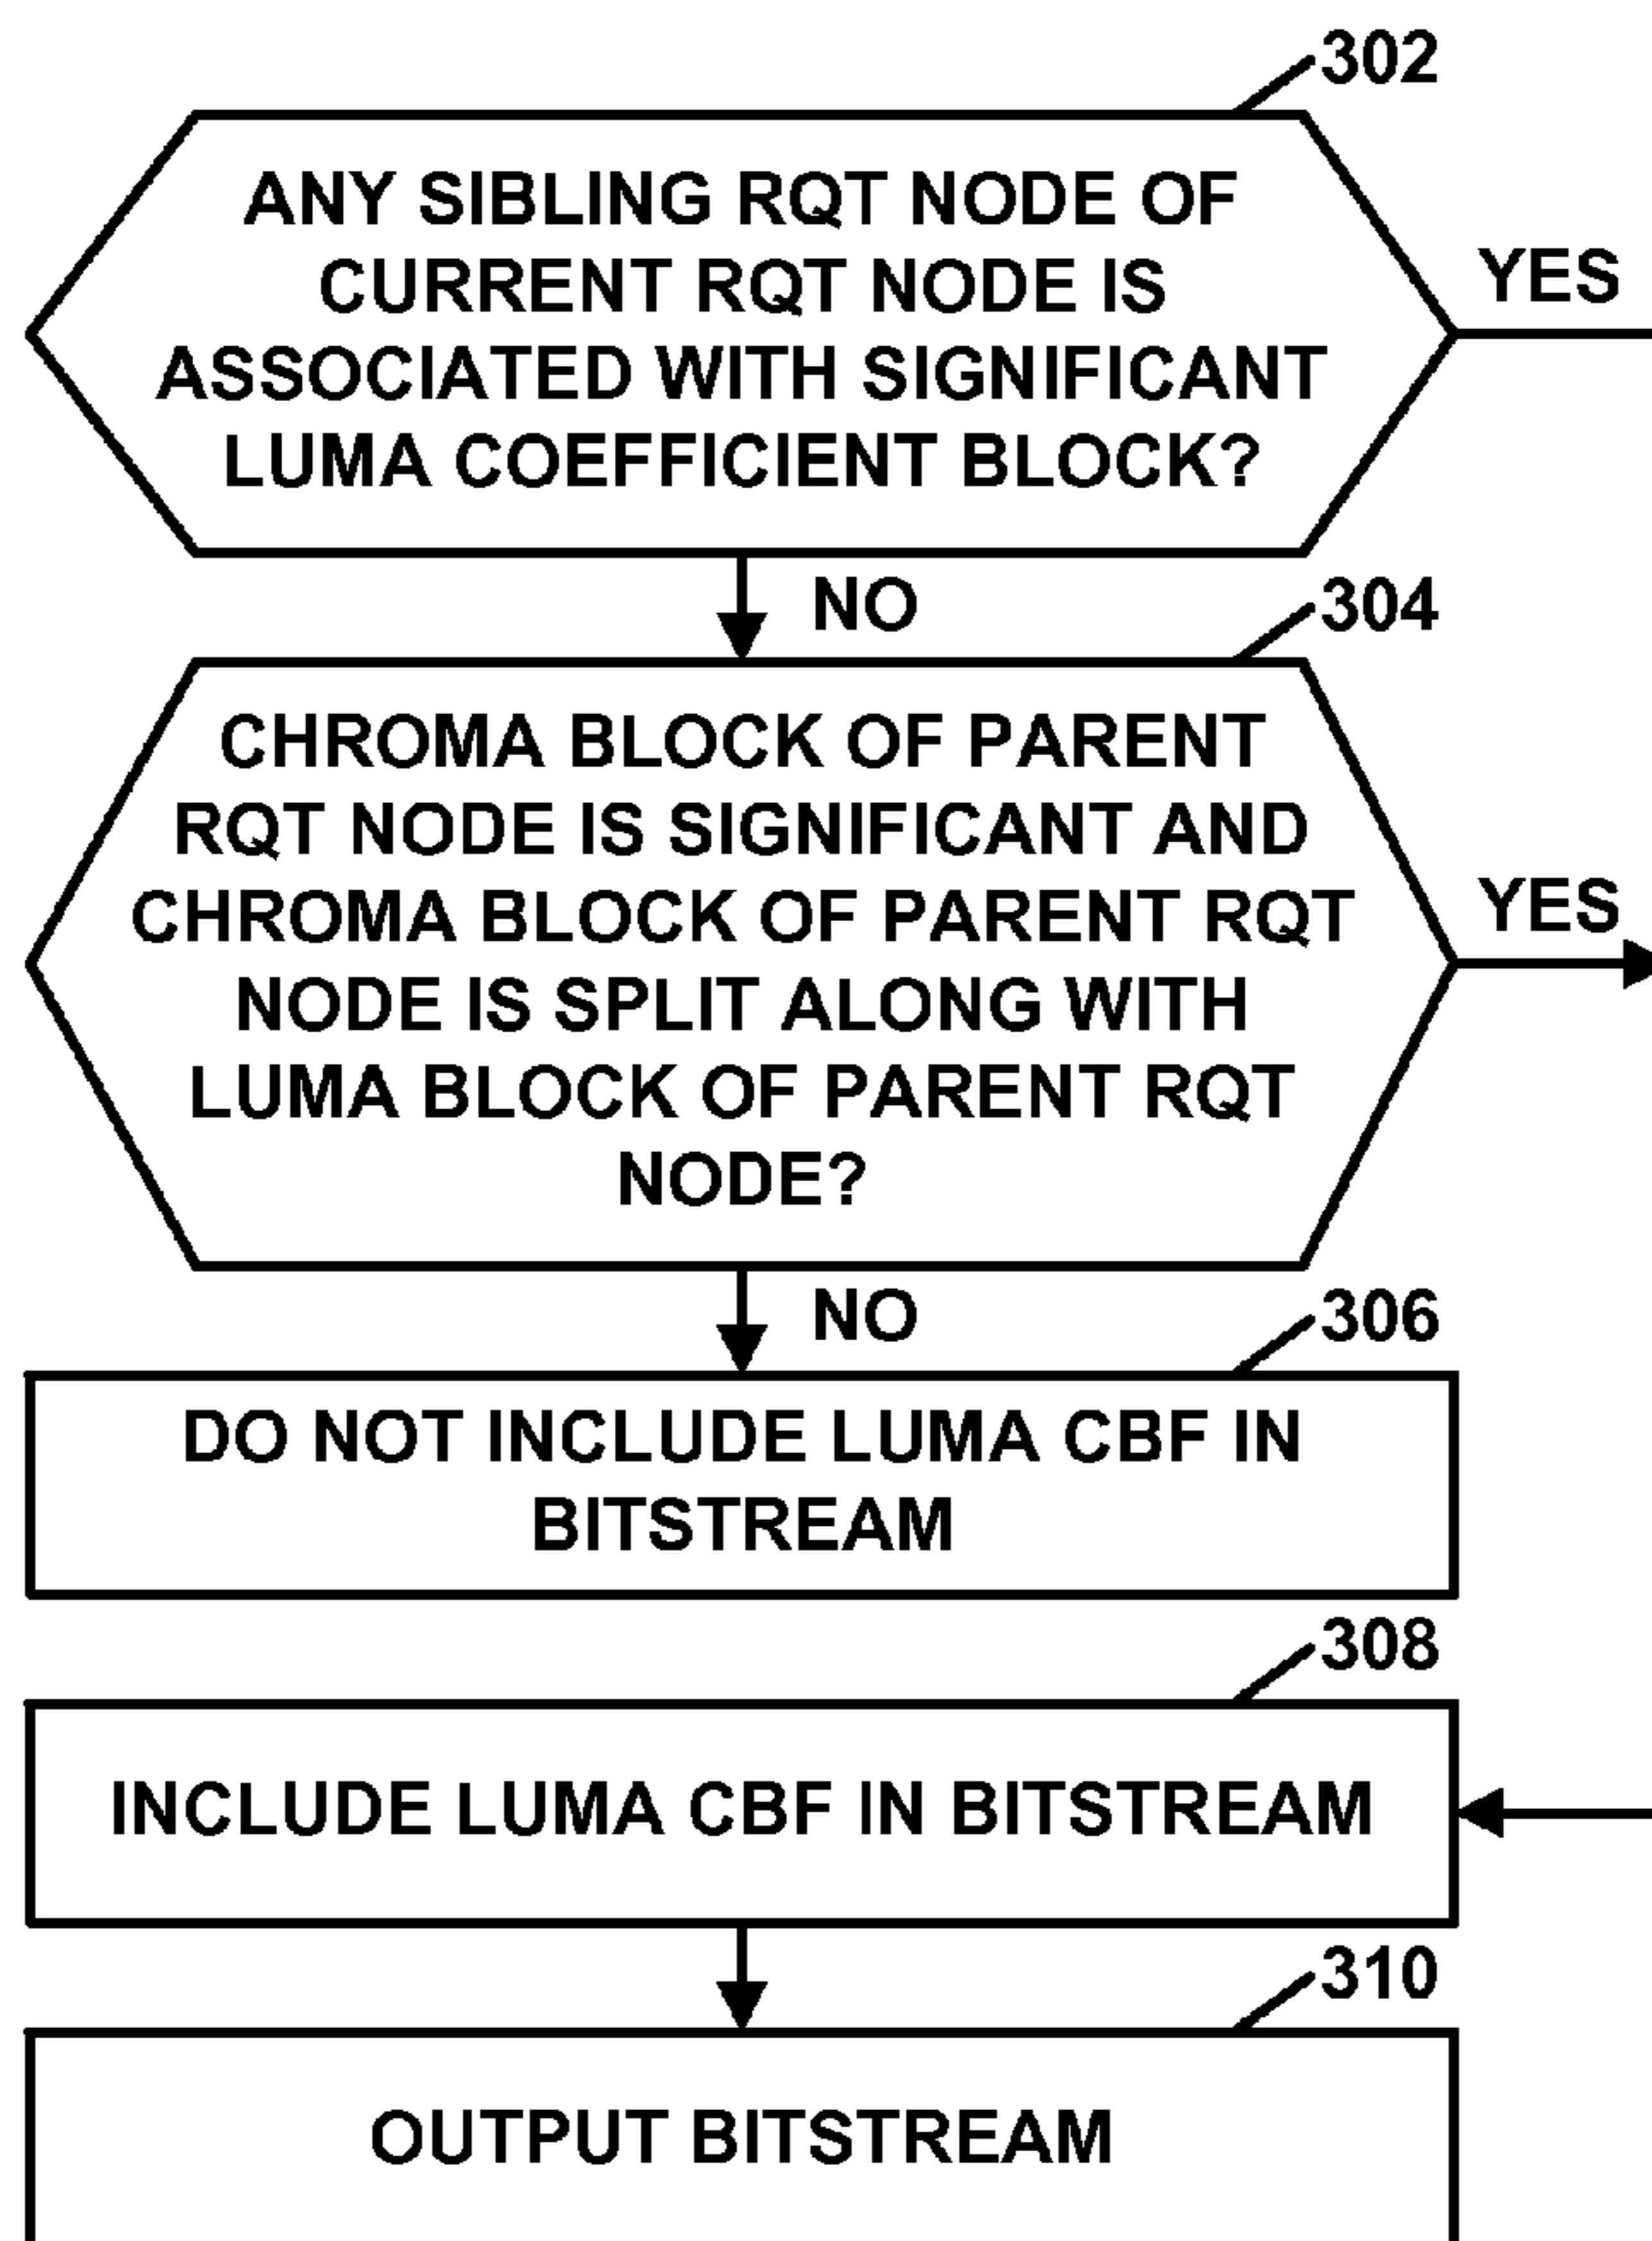 302
ANY SIBLING RQT NODE OF
CURRENT RQT NODE IS
ASSOCIATED WITH SIGNIFICANT
LUMA COEFFICIENT BLOCK?
YES
NO
304
CHROMA BLOCK OF PARENT
RQT NODE IS SIGNIFICANT AND
CHROMA BLOCK OF PARENT RQT
NODE IS SPLIT ALONG WITH
LUMA BLOCK OF PARENT RQT
NODE?
YES
NO
306
DO NOT INCLUDE LUMA CBF IN
BITSTREAM
308
INCLUDE LUMA CBF IN BITSTREAM
310
OUTPUT BITSTREAM